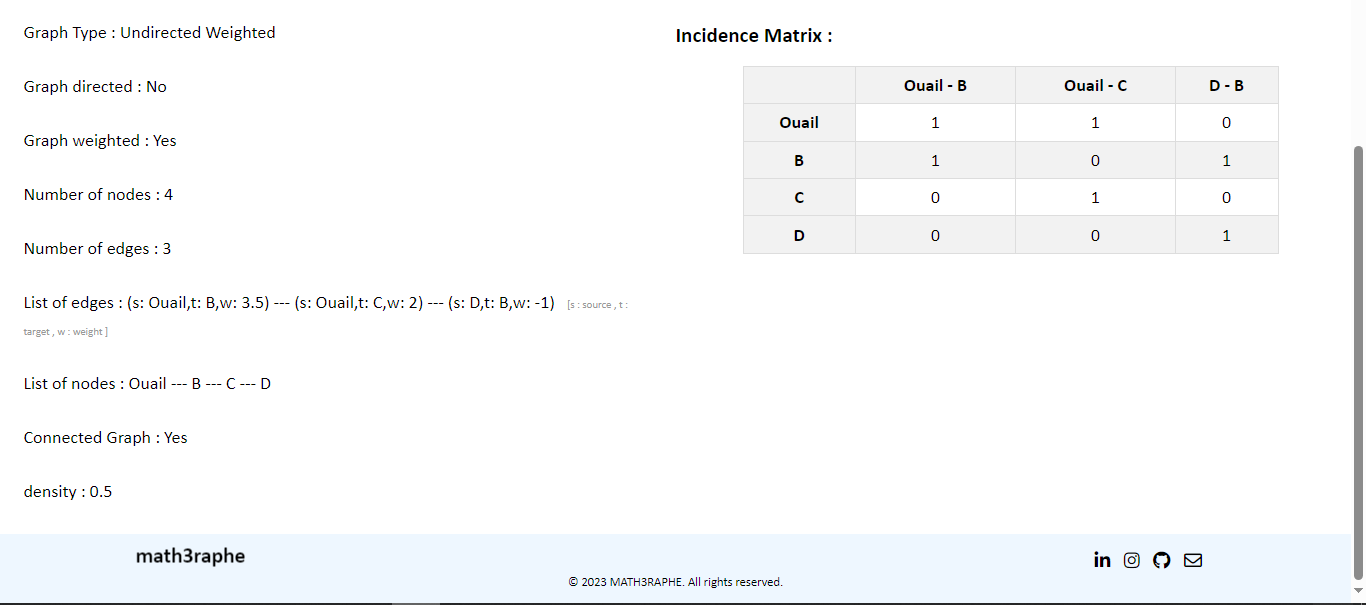 Graph Type : Undirected Weighted
Graph directed : No
Graph weighted : Yes
Number of nodes : 4
Number of edges : 3
List of edges : (s: Ouail,t: B,w: 3.5) --- (s: Ouail,t: C,w: 2) --- (s: D,t: B,w: -1) [s : source , t :
target , w : weight ]
List of nodes : Ouail --- B --- C --- D
Connected Graph : Yes
density : 0.5
Incidence Matrix :
Ouail - B Ouail - C D - B
Ouail 1 1 0
B 1 0 1
C 0 1 0
D 0 0 1
math3raphe
© 2023 MATH3RAPHE. All rights reserved.